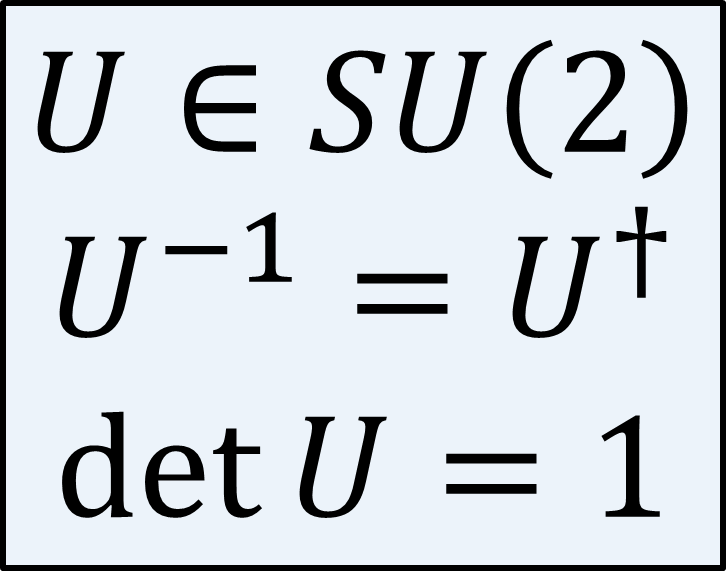 U ∈ SU(2)
U⁻¹ = U†
det U = 1